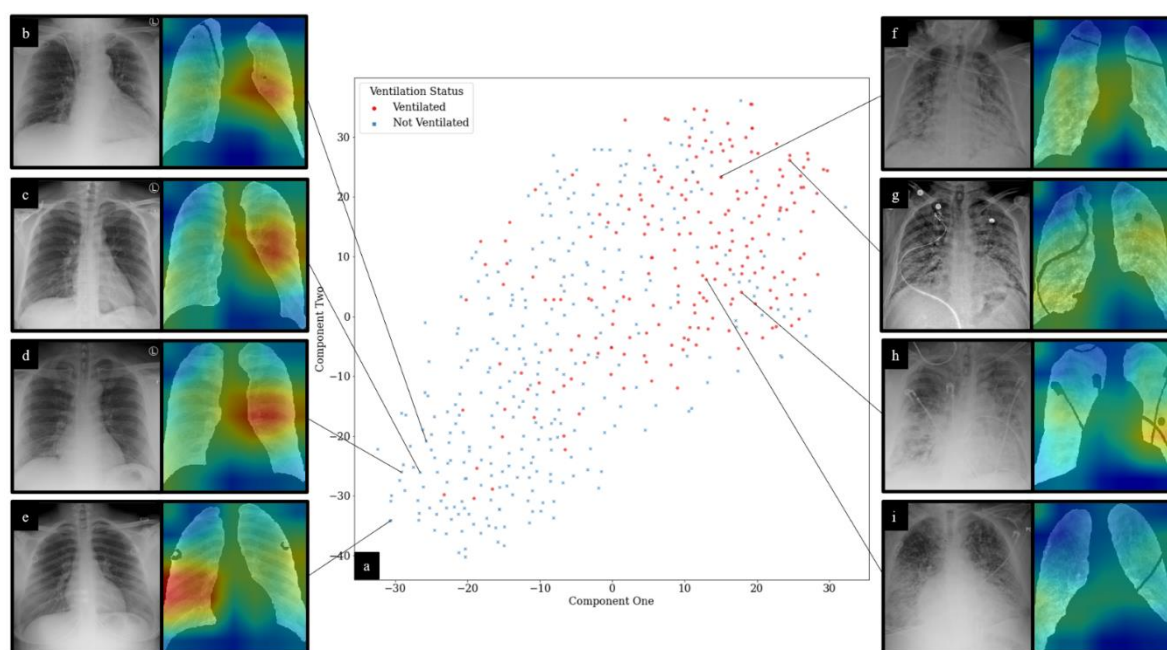 b
Ⓛ
c
Ⓛ
d
Ⓛ
e
Ventilation Status
Ventilated
Not Ventilated
30
20
10
0
−10
−20
−30
−40
Component Two
a
−30
−20
−10
0
10
20
30
Component One
f
g
h
i